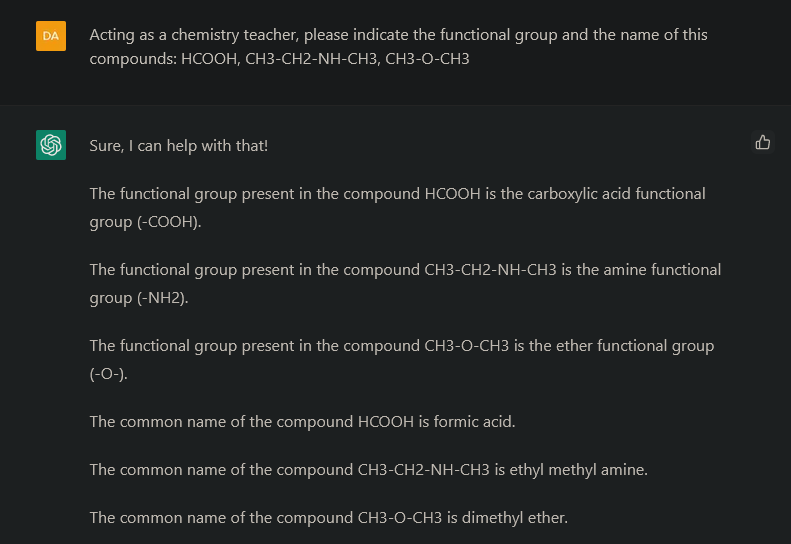 DA
Acting as a chemistry teacher, please indicate the functional group and the name of this
compounds: HCOOH, CH3-CH2-NH-CH3, CH3-O-CH3
Sure, I can help with that!
The functional group present in the compound HCOOH is the carboxylic acid functional
group (-COOH).
The functional group present in the compound CH3-CH2-NH-CH3 is the amine functional
group (-NH2).
The functional group present in the compound CH3-O-CH3 is the ether functional group
(-O-).
The common name of the compound HCOOH is formic acid.
The common name of the compound CH3-CH2-NH-CH3 is ethyl methyl amine.
The common name of the compound CH3-O-CH3 is dimethyl ether.